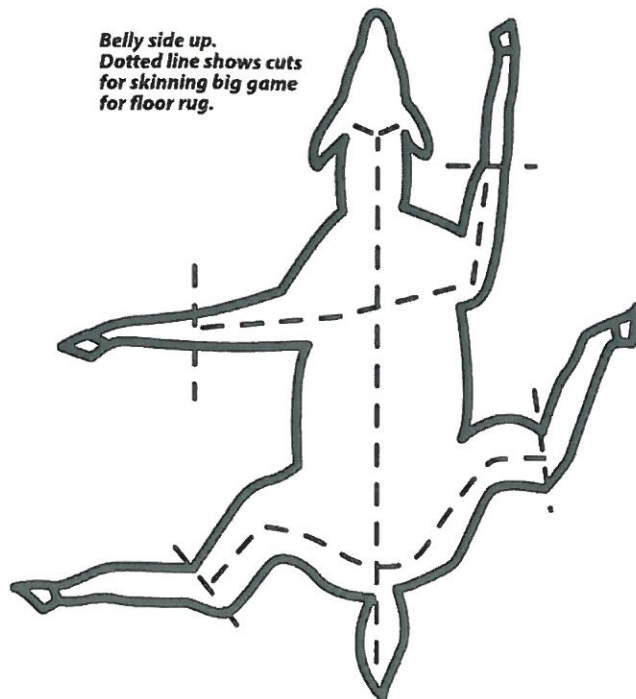 Belly side up.
Dotted line shows cuts
for skinning big game
for floor rug.